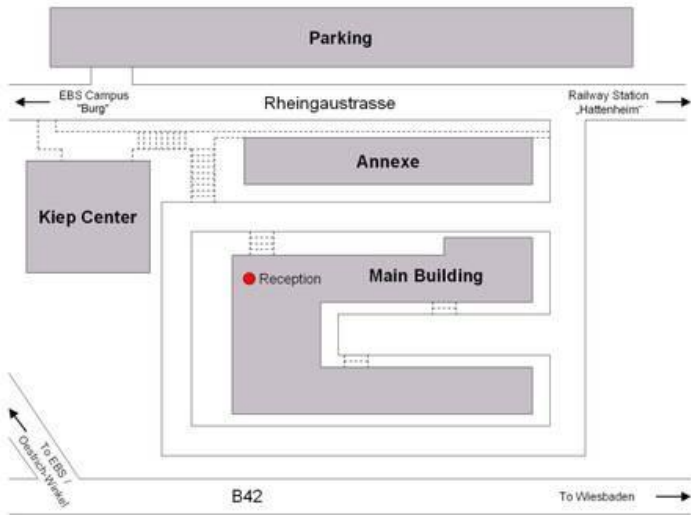 Parking
EBS Campus
"Burg"
Rheingaustrasse
Railway Station
„Hattenheim"
Annexe
Kiep Center
Main Building
Reception
To EBS /
Oestrich-Winkel
B42
To Wiesbaden